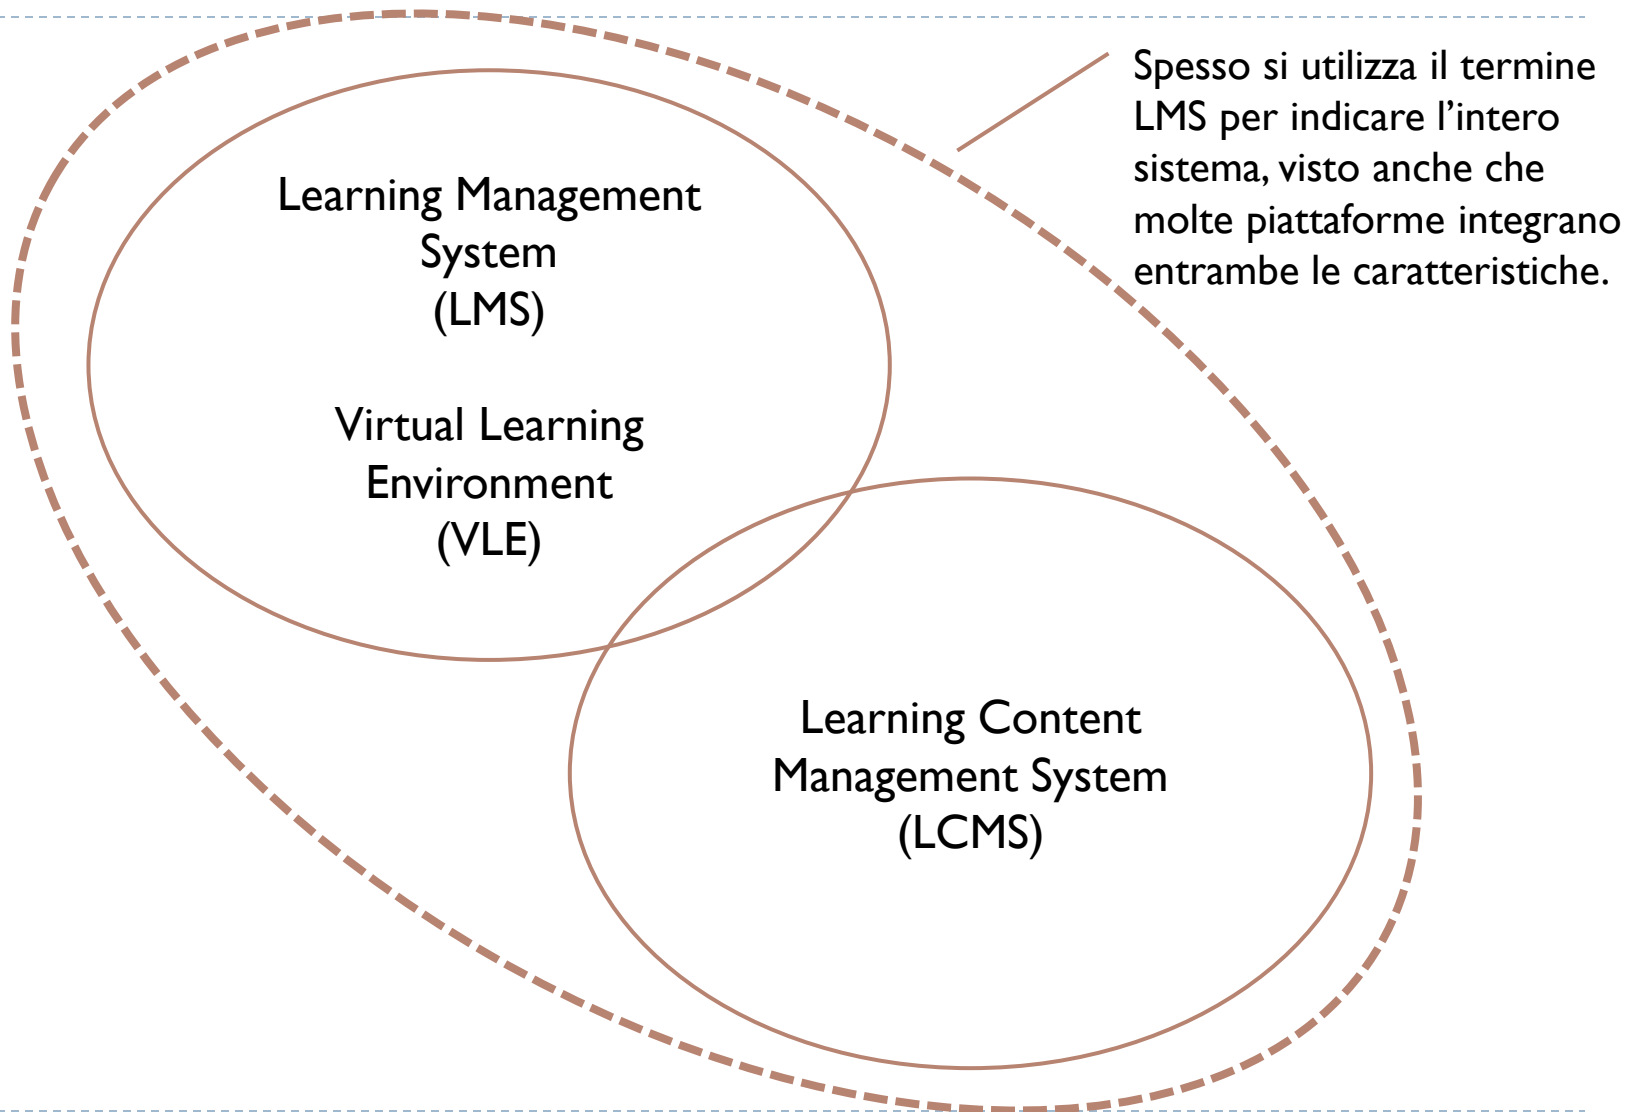 Spesso si utilizza il termine
LMS per indicare l’intero
sistema, visto anche che
molte piattaforme integrano
entrambe le caratteristiche.
Learning Management
System
(LMS)
Virtual Learning
Environment
(VLE)
Learning Content
Management System
(LCMS)